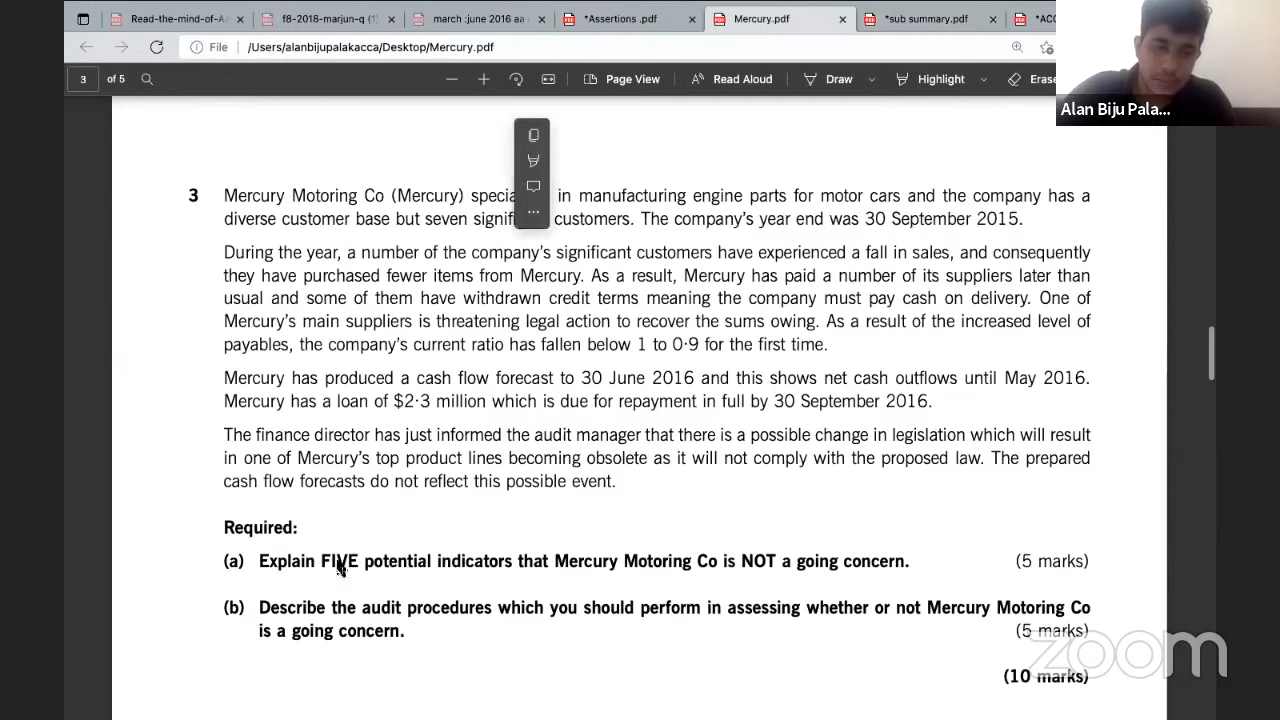 Read-the-mind-of-A
f8-2018-marjun-q (1)
march :june 2016 aa
*Assertions .pdf
Mercury.pdf
*sub summary.pdf
*ACC
File
/Users/alanbijupalakacca/Desktop/Mercury.pdf
3 of 5
Page View
Read Aloud
Draw
Highlight
Erase
Alan Biju Pala...
3 Mercury Motoring Co (Mercury) specia in manufacturing engine parts for motor cars and the company has a
diverse customer base but seven signif customers. The company's year end was 30 September 2015.
During the year, a number of the company's significant customers have experienced a fall in sales, and consequently
they have purchased fewer items from Mercury. As a result, Mercury has paid a number of its suppliers later than
usual and some of them have withdrawn credit terms meaning the company must pay cash on delivery. One of
Mercury's main suppliers is threatening legal action to recover the sums owing. As a result of the increased level of
payables, the company's current ratio has fallen below 1 to 0·9 for the first time.
Mercury has produced a cash flow forecast to 30 June 2016 and this shows net cash outflows until May 2016.
Mercury has a loan of $2·3 million which is due for repayment in full by 30 September 2016.
The finance director has just informed the audit manager that there is a possible change in legislation which will result
in one of Mercury's top product lines becoming obsolete as it will not comply with the proposed law. The prepared
cash flow forecasts do not reflect this possible event.
Required:
(a) Explain FIVE potential indicators that Mercury Motoring Co is NOT a going concern. (5 marks)
(b) Describe the audit procedures which you should perform in assessing whether or not Mercury Motoring Co
is a going concern. (5 marks)
zoom
(10 marks)